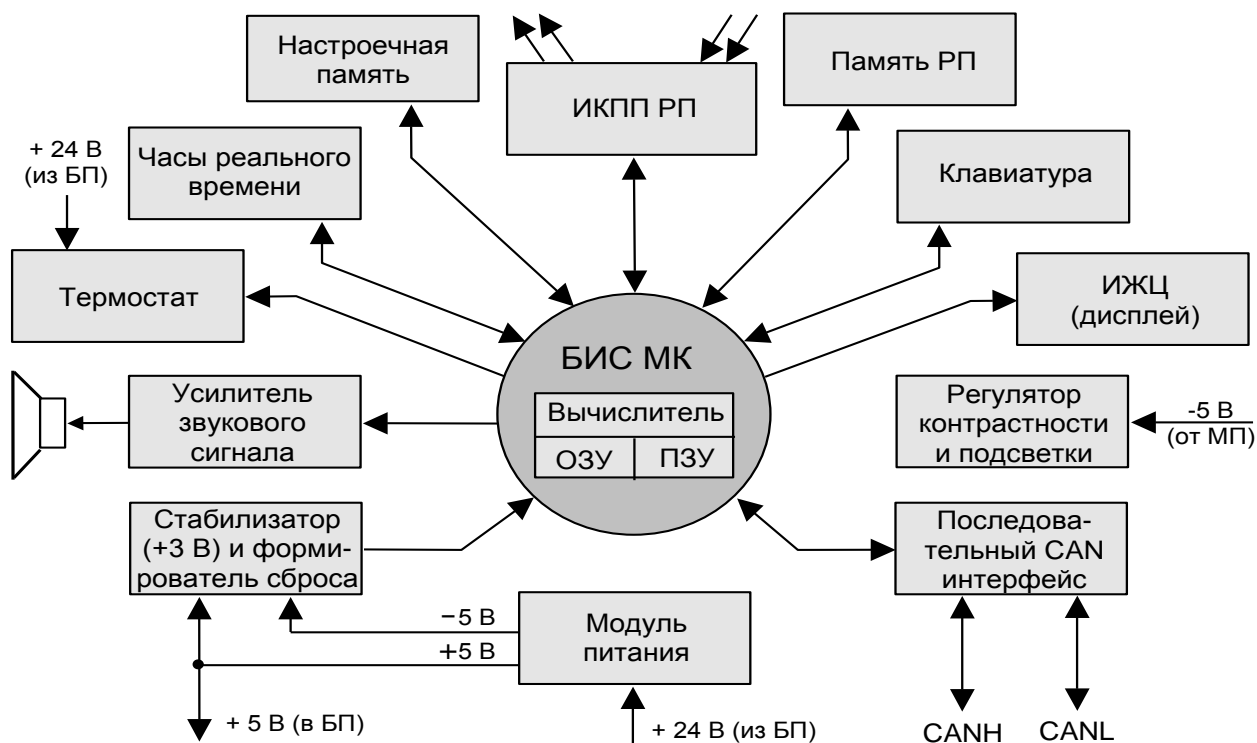 Настроечная
память
ИКПП РП
Память РП
+ 24 В
(из БП)
Часы реального
времени
Клавиатура
Термостат
ИЖЦ
(дисплей)
БИС МК
Вычислитель
ОЗУ
ПЗУ
Усилитель
звукового
сигнала
Регулятор
контрастности
и подсветки
-5 В
(от МП)
Стабилизатор
(+3 В) и форми-
рователь сброса
Последова-
тельный CAN
интерфейс
−5 В
+5 В
Модуль
питания
+ 5 В (в БП)
+ 24 В (из БП)
CANH
CANL